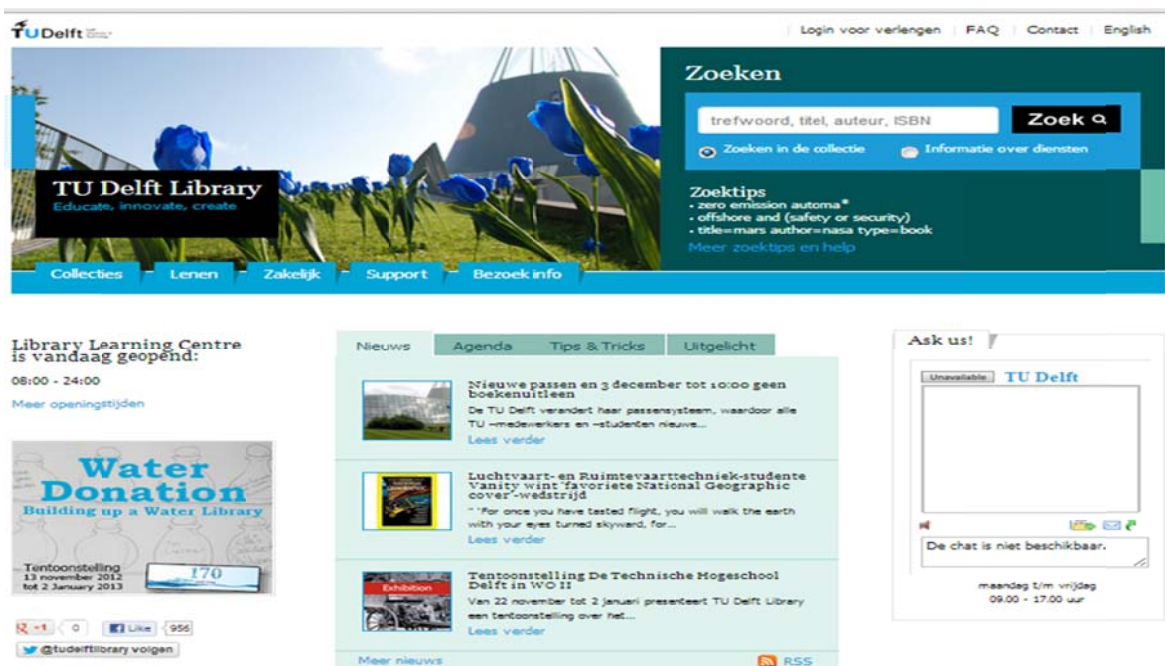 TU Delft
Login voor verlengen
FAQ
Contact
English
Zoeken
trefwoord, titel, auteur, ISBN
Zoek
Zoeken in de collectie
Informatie over diensten
Zoektips
- zero emission automa*
- offshore and (safety or security)
- title=mars author=nasa type=book
Meer zoektips en help
TU Delft Library
Educate, innovate, create
Collecties
Lenen
Zakelijk
Support
Bezoek info
Library Learning Centre
is vandaag geopend:
08:00 - 24:00
Meer openingstijden
Water
Donation
Building up a Water Library
Tentoonstelling
13 november 2012
tot 2 January 2013
170
+1
0
Like
956
@tudelftlibrary volgen
Nieuws
Agenda
Tips & Tricks
Uitgelicht
Nieuwe passen en 3 december tot 10:00 geen
boekenuitleen
De TU Delft verandert haar passensysteem, waardoor alle
TU –medewerkers en –studenten nieuwe...
Lees verder
Luchtvaart- en Ruimtevaarttechniek-studente
Vanity wint 'favoriete National Geographic
cover'-wedstrijd
" 'For once you have tasted flight, you will walk the earth
with your eyes turned skyward, for...
Lees verder
Exhibition
Tentoonstelling De Technische Hogeschool
Delft in WO II
Van 22 november tot 2 januari presenteert TU Delft Library
een tentoonstelling over het...
Lees verder
Meer nieuws
RSS
Ask us!
Unavailable
TU Delft
De chat is niet beschikbaar.
maandag t/m vrijdag
09.00 - 17.00 uur